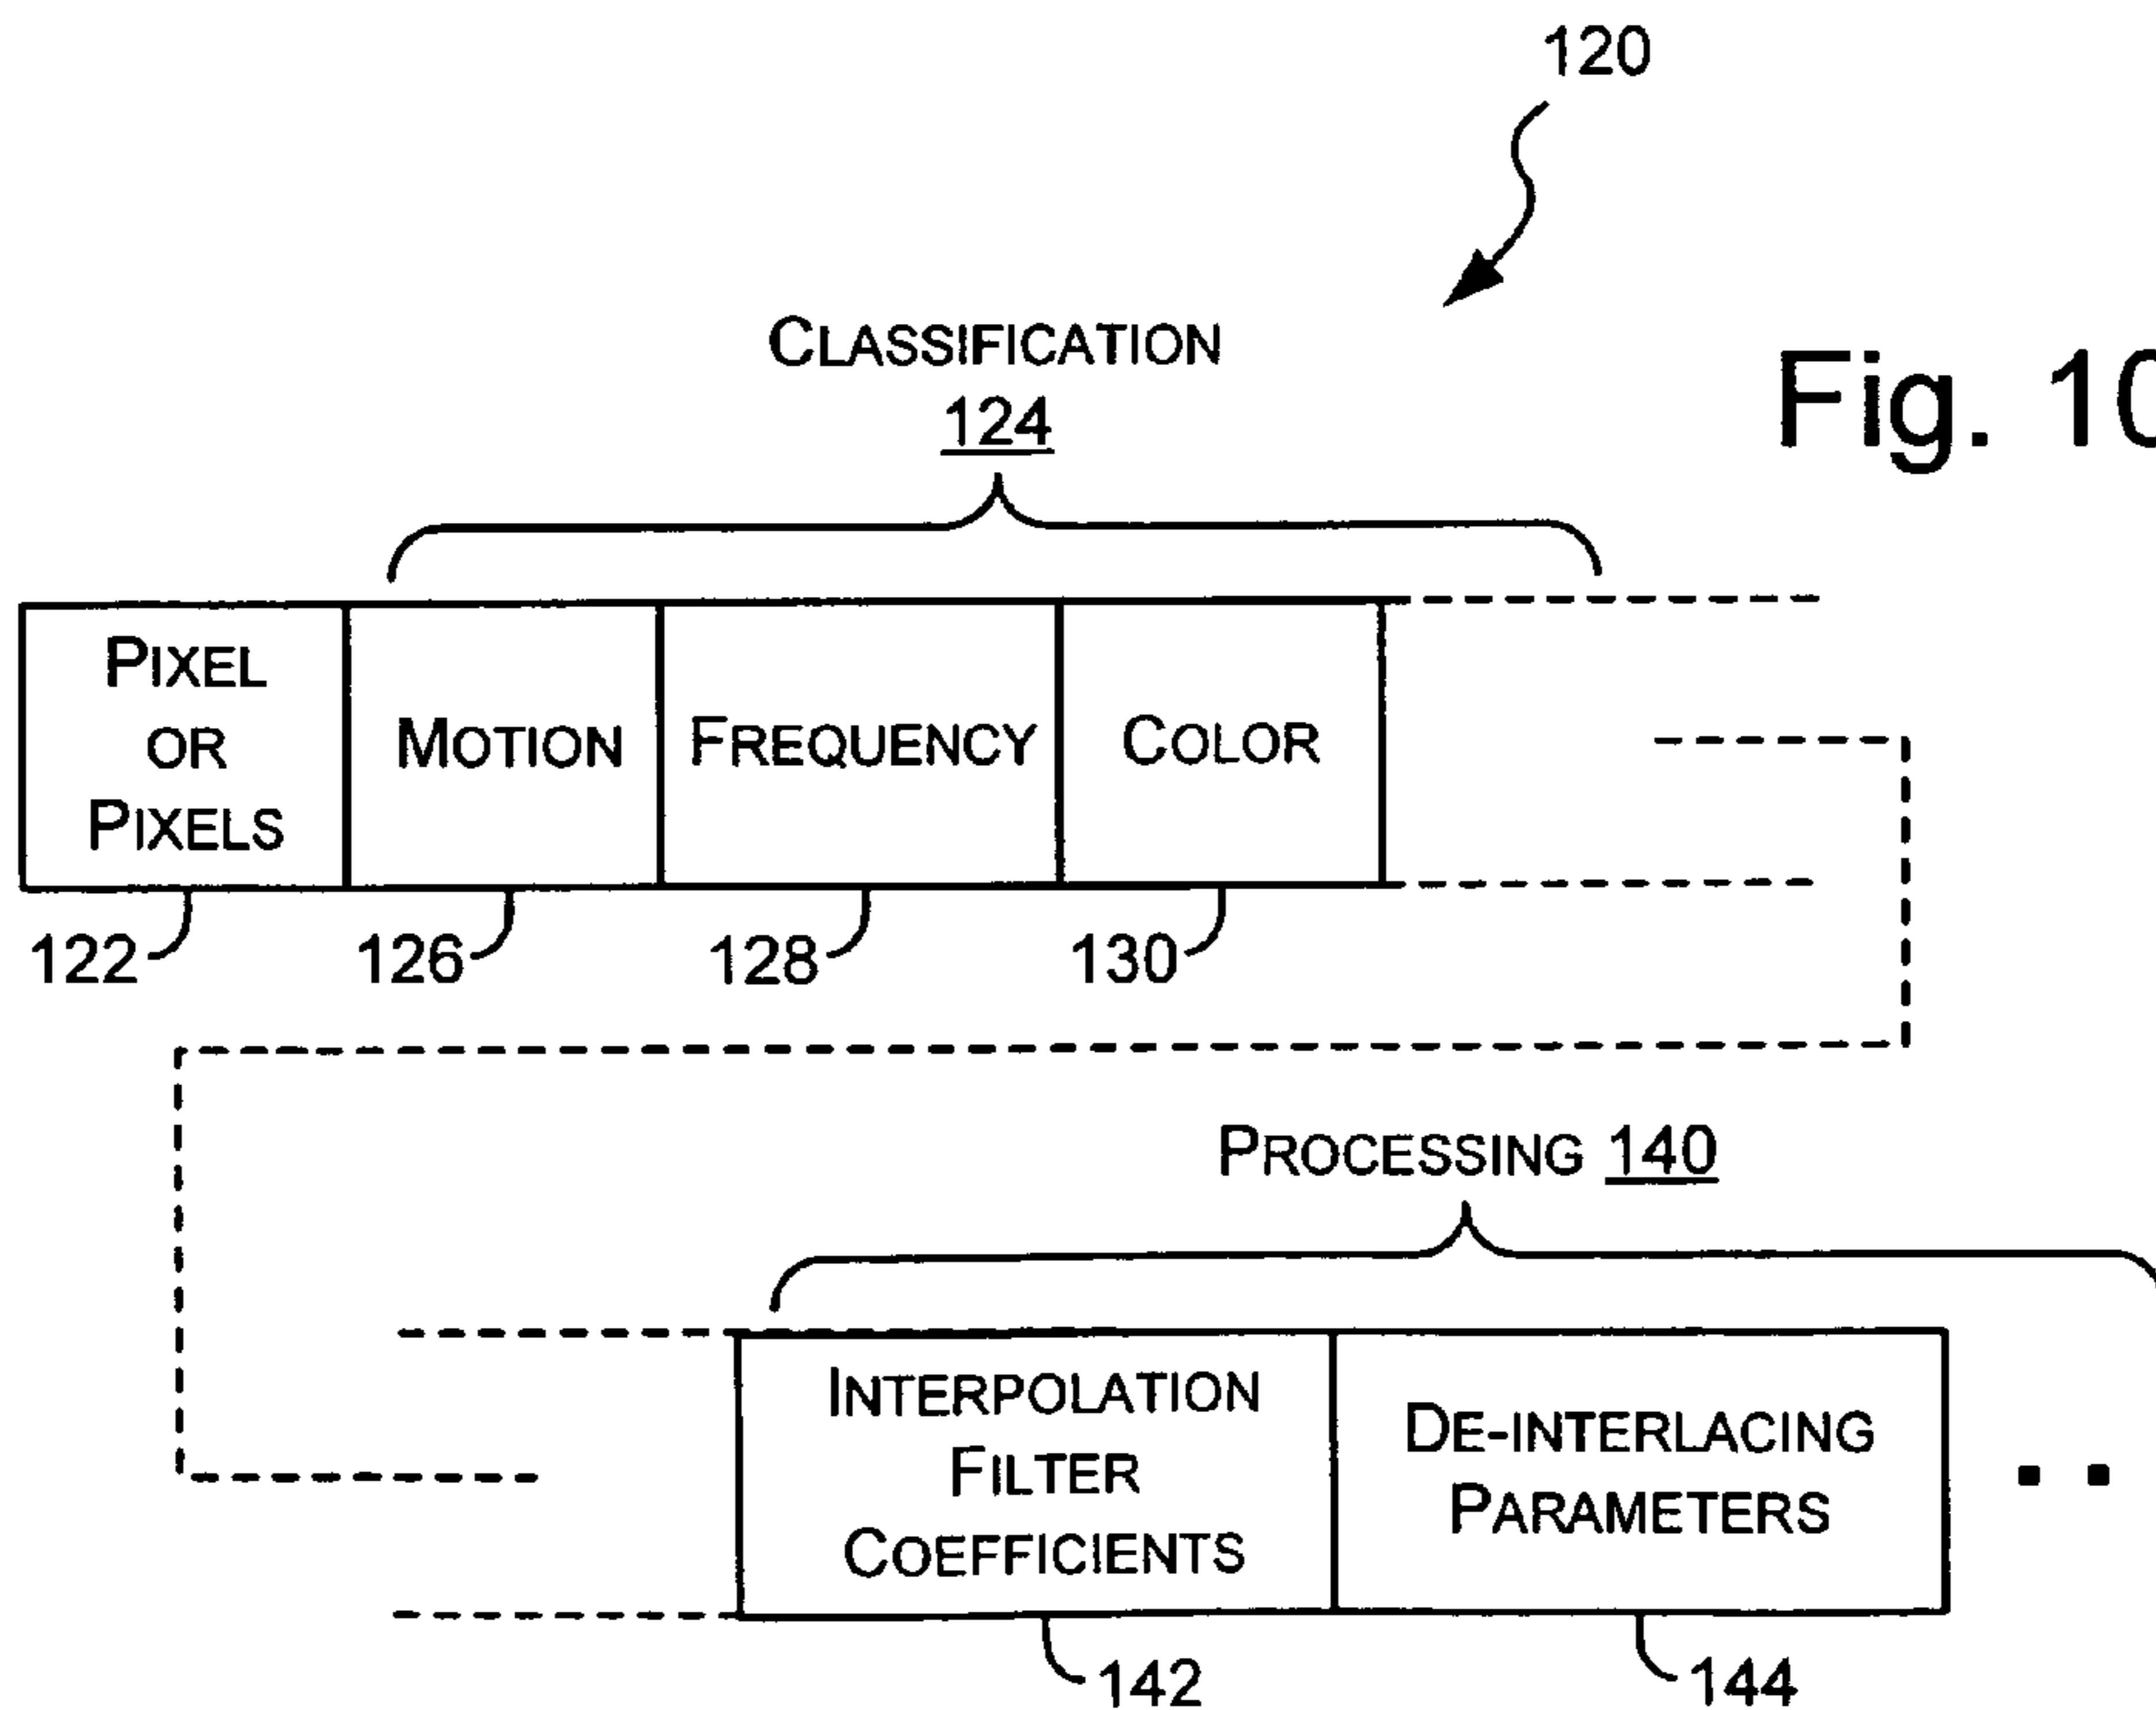 120
CLASSIFICATION
124
Fig. 10
PIXEL
OR
PIXELS
MOTION
FREQUENCY
COLOR
122
126
128
130
PROCESSING 140
INTERPOLATION
FILTER
COEFFICIENTS
DE-INTERLACING
PARAMETERS
142
144